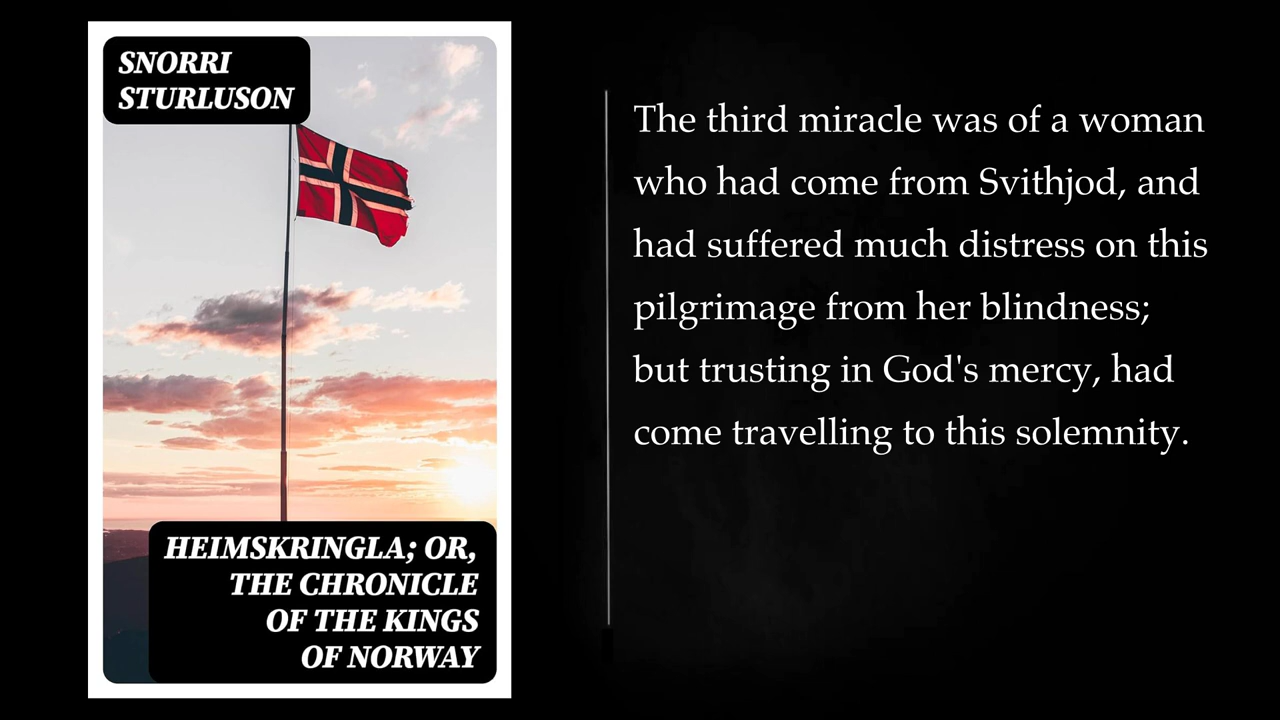 SNORRI
STURLUSON
HEIMSKRINGLA; OR,
THE CHRONICLE
OF THE KINGS
OF NORWAY
The third miracle was of a woman
who had come from Svithjod, and
had suffered much distress on this
pilgrimage from her blindness;
but trusting in God's mercy, had
come travelling to this solemnity.